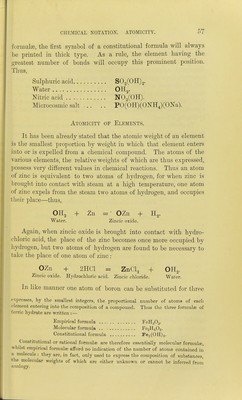 CHEMICAL NOTATION. ATOMICITY. 57
formulæ, the first symbol of a constitutional formula will always
be printed in thick type. As a rule, the element having the
greatest number of bonds will occupy this prominent position.
Thus,
Sulphuric acid.......... SO₂(OH)₂.
Water ................ OH₂.
Nitric acid ............ NO₂(OH).
Microcosmic salt ... .. PO(OH)(ONH₄)(ONa).
ATOMICITY OF ELEMENTS.
It has been already stated that the atomic weight of an element
is the smallest proportion by weight in which that element enters
into or is expelled from a chemical compound. The atoms of the
various elements, the relative weights of which are thus expressed,
possess very different values in chemical reactions. Thus an atom
of zinc is equivalent to two atoms of hydrogen, for when zinc is
brought into contact with steam at a high temperature, one atom
of zinc expels from the steam two atoms of hydrogen, and occupies
their place—thus,
OH₂ + Zn = OZn + H₂.
Water. Zinc oxide.
Again, when zincic oxide is brought into contact with hydro-
chloric acid, the place of the zinc becomes once more occupied by
hydrogen, but two atoms of hydrogen are found to be necessary to
take the place of one atom of zinc:
OZn + 2HCl = ZnCl₂ + OH₂
Zincic oxide. Hydrochloric acid. Zincic chloride. Water.
In like manner one atom of boron can be substituted for three
expresses, by the smallest integers, the proportional number of atoms of each
element entering into the composition of a compound. Thus the three formulæ of
ferric hydrate are written :—
Empirical formula ............... FeH₃O₃.
Molecular formula ............... Fe₂H₆O₆.
Constitutional formula ........... Fe₂(OH)₆.
Constitutional or rational formulæ are therefore essentially molecular formulæ,
whilst empirical formulæ afford no indication of the number of atoms contained in
a molecule: they are, in fact, only used to express the composition of substances,
the molecular weights of which are either unknown or cannot be inferred from
analogy.